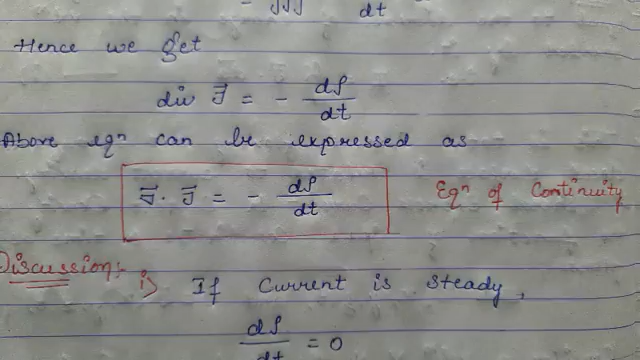 - ∭ dt
Hence we get
div J⃗ = - dρ/dt
Above eqn can be expressed as
∇⃗ · J⃗ = - dρ/dt Eqn of Continuity
Discussion: i) If Current is steady,
dρ/dt = 0